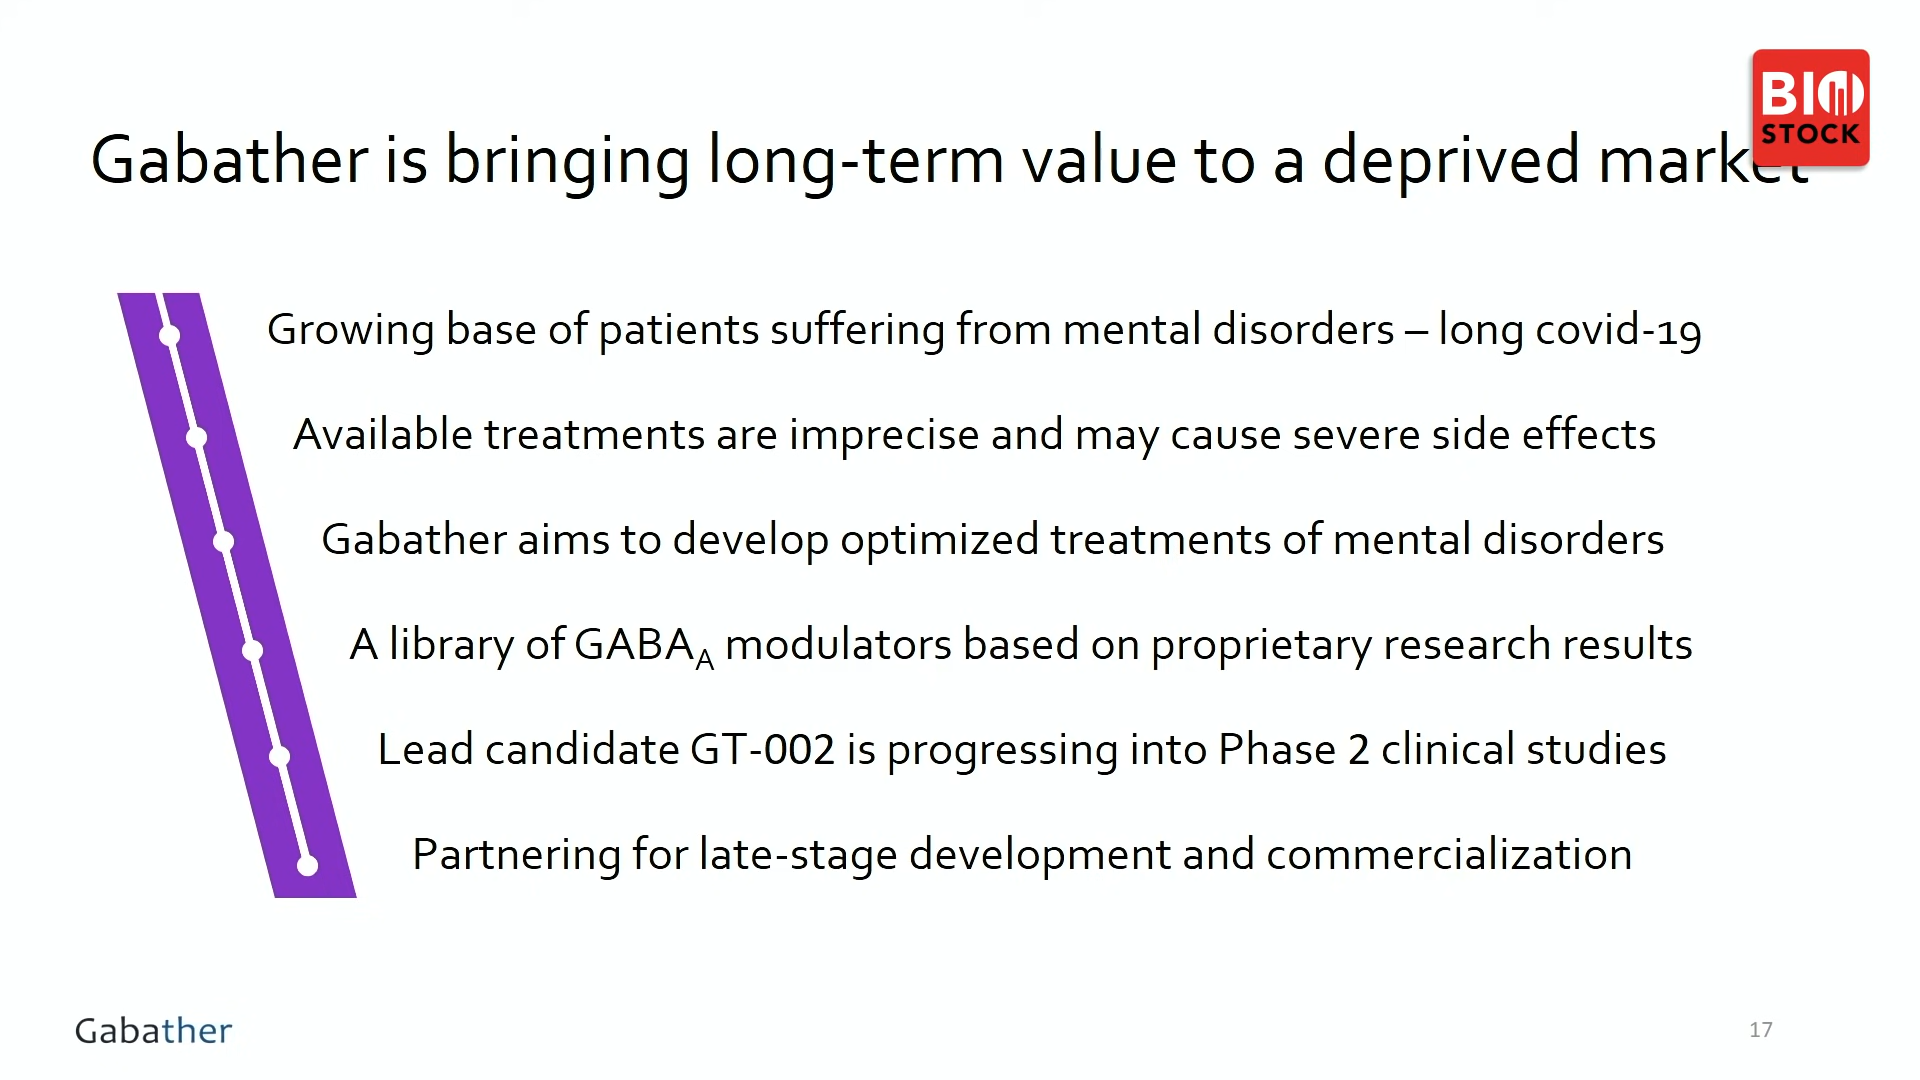 BIO
STOCK
Gabather is bringing long-term value to a deprived market
Growing base of patients suffering from mental disorders – long covid-19
Available treatments are imprecise and may cause severe side effects
Gabather aims to develop optimized treatments of mental disorders
A library of GABA_A modulators based on proprietary research results
Lead candidate GT-002 is progressing into Phase 2 clinical studies
Partnering for late-stage development and commercialization
Gabather
17